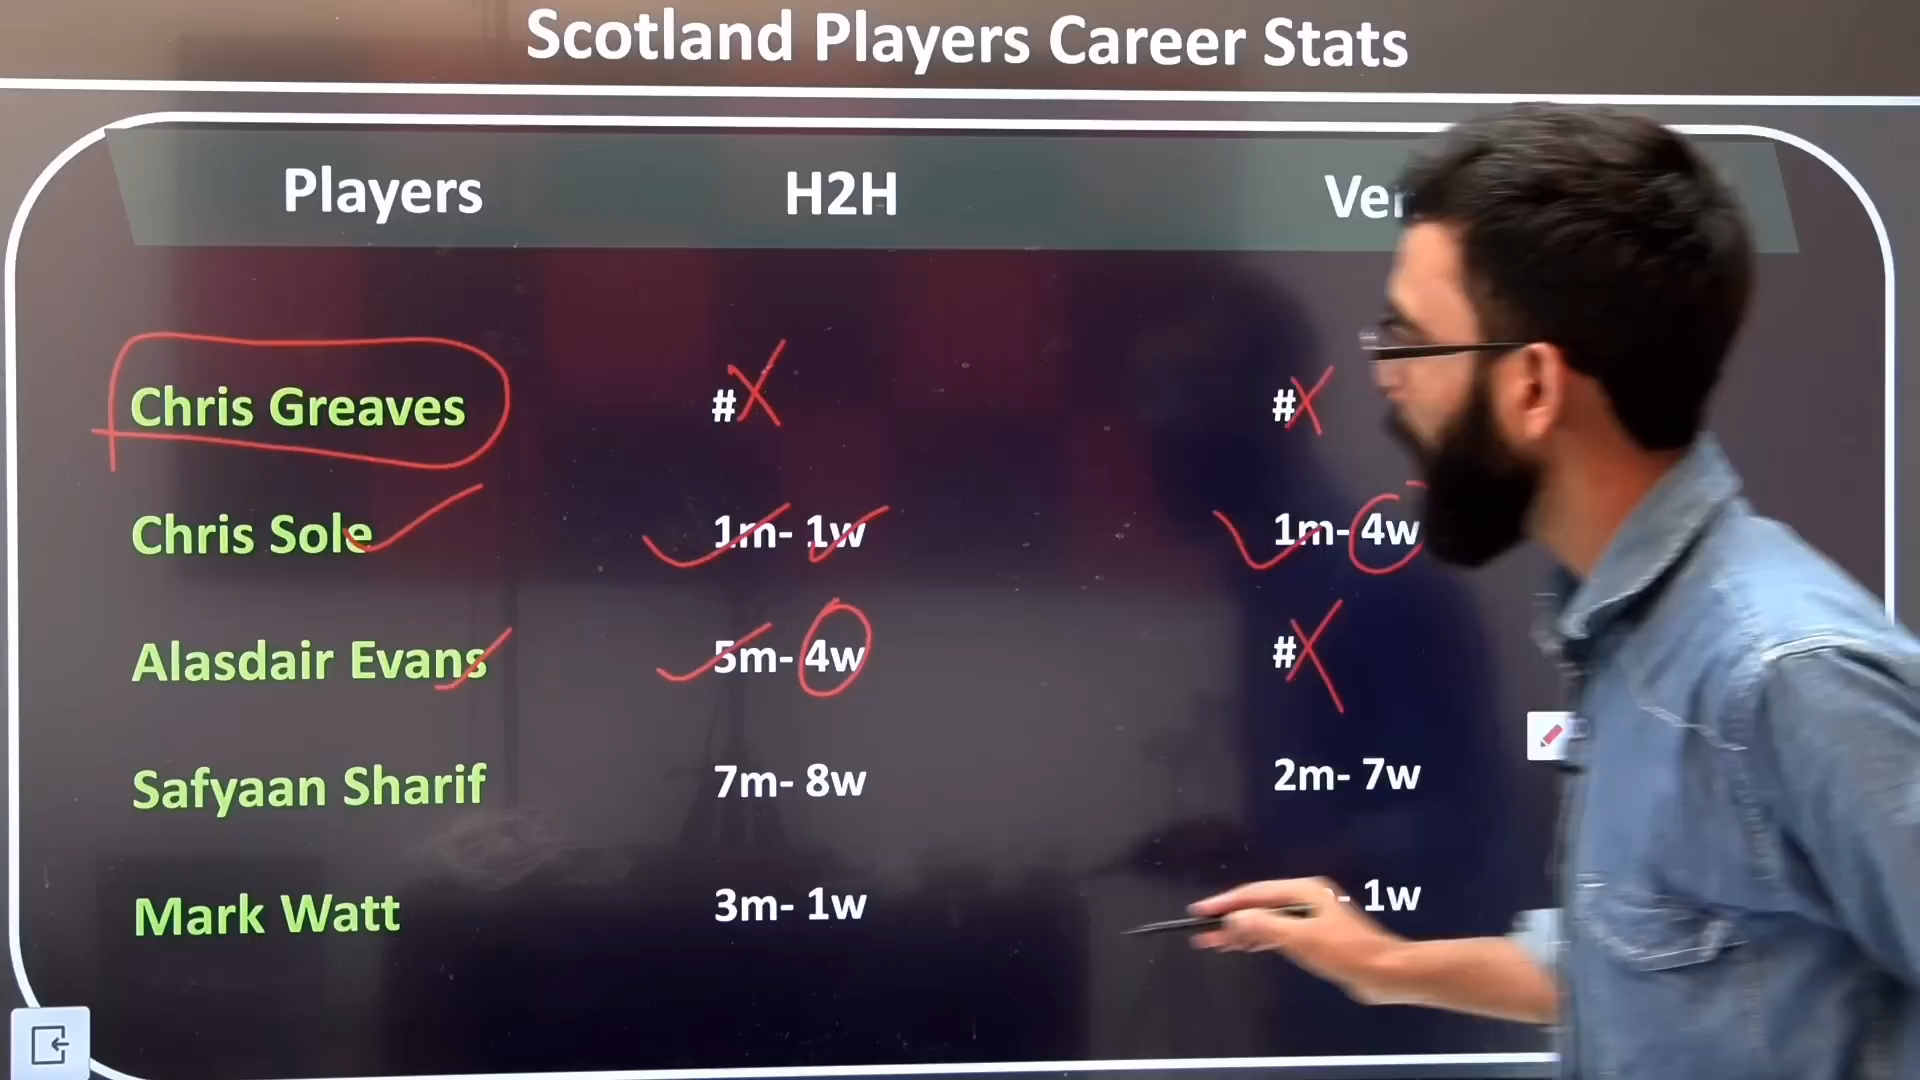 Scotland Players Career Stats
Players H2H
Chris Greaves # X # X
Chris Sole 1m- 1w 1m- 4w
Alasdair Evans 5m- 4w # X
Safyaan Sharif 7m- 8w 2m- 7w
Mark Watt 3m- 1w - 1w